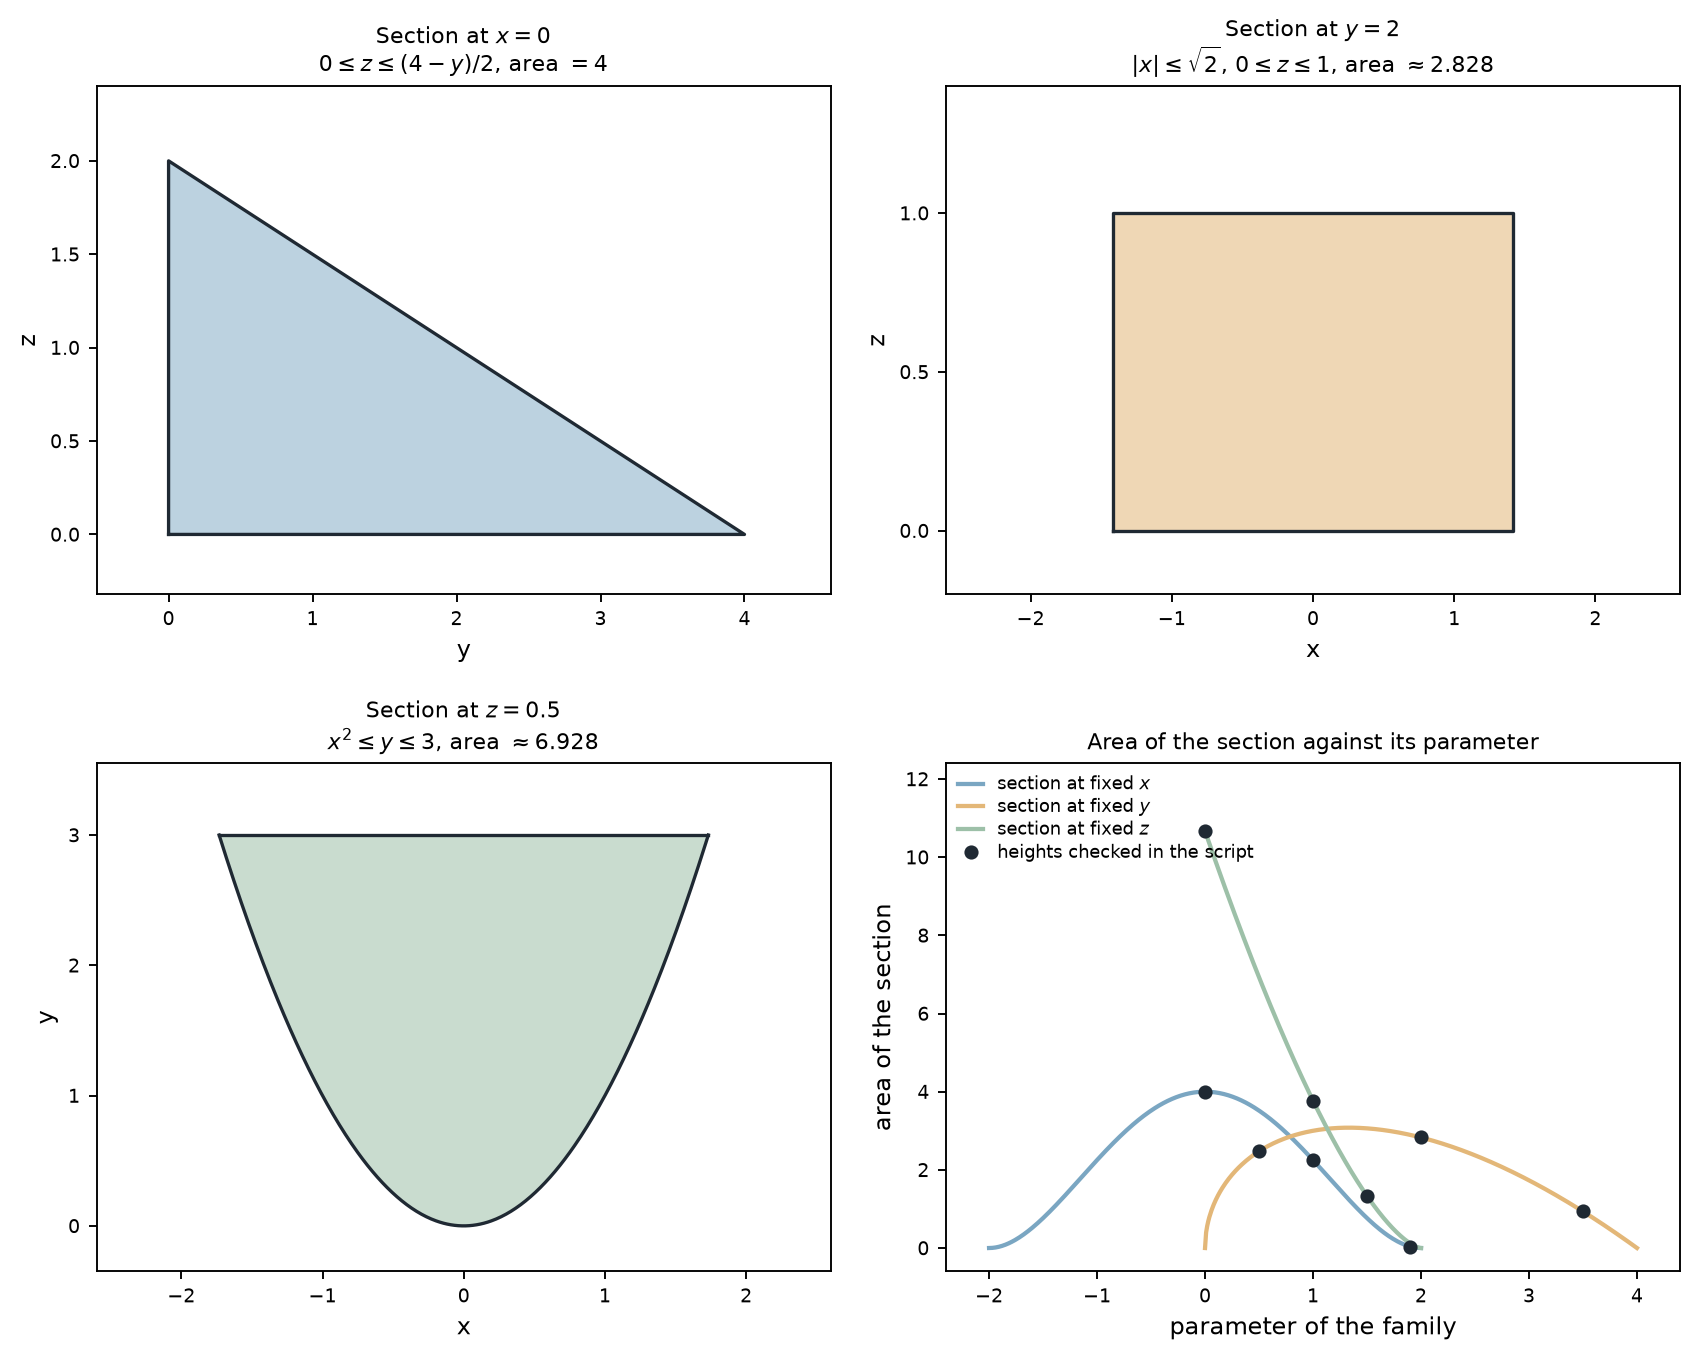 Section at x = 0
0 ≤ z ≤ (4 − y)/2, area = 4
2.0
1.5
1.0
0.5
0.0
z
0 1 2 3 4
y
Section at y = 2
|x| ≤ √2, 0 ≤ z ≤ 1, area ≈ 2.828
1.0
0.5
0.0
z
−2 −1 0 1 2
x
Section at z = 0.5
x² ≤ y ≤ 3, area ≈ 6.928
3
2
1
0
y
−2 −1 0 1 2
x
Area of the section against its parameter
section at fixed x
section at fixed y
section at fixed z
heights checked in the script
12
10
8
6
4
2
0
area of the section
−2 −1 0 1 2 3 4
parameter of the family